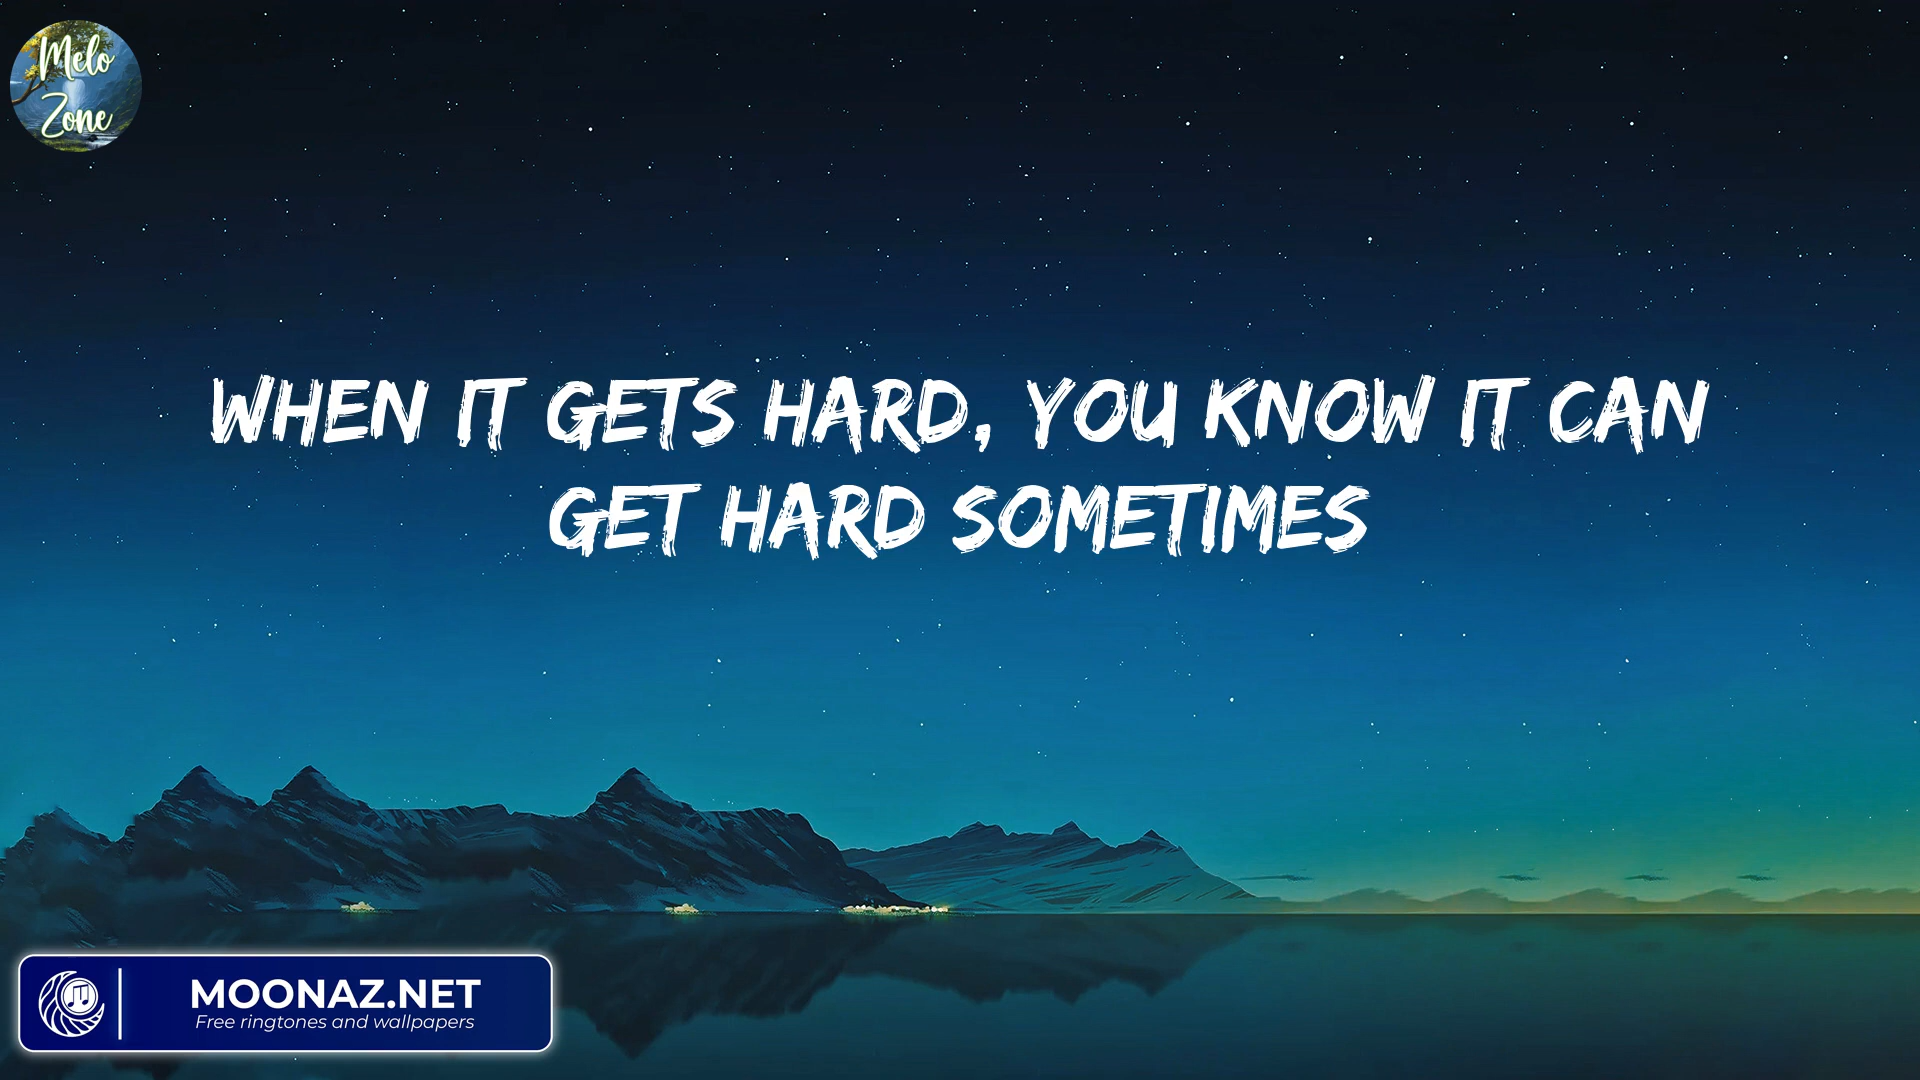 Melo
Zone
WHEN IT GETS HARD, YOU KNOW IT CAN
GET HARD SOMETIMES
MOONAZ.NET
Free ringtones and wallpapers